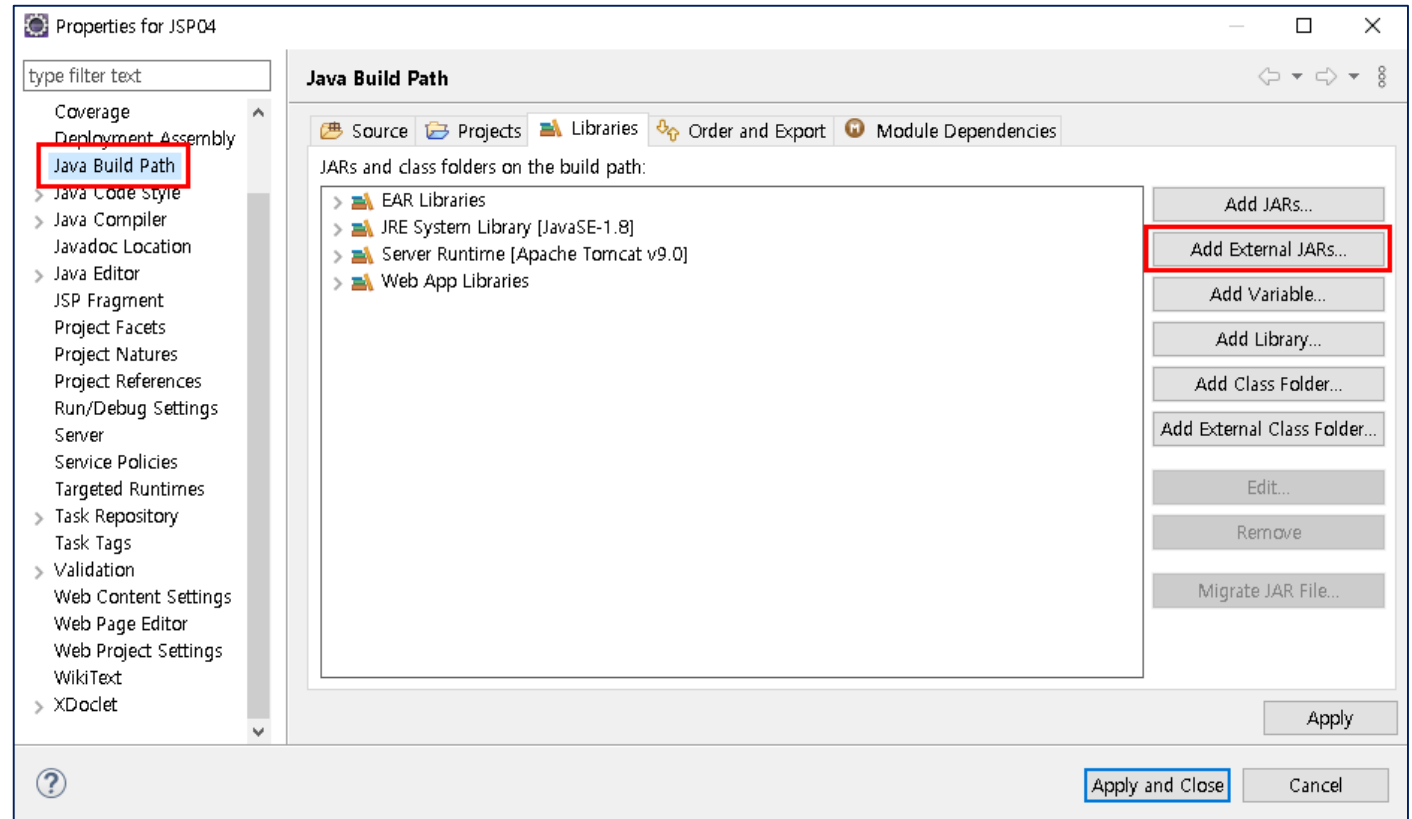 Properties for JSP04
type filter text
Coverage
Deployment Assembly
Java Build Path
Java Code Style
Java Compiler
Javadoc Location
Java Editor
JSP Fragment
Project Facets
Project Natures
Project References
Run/Debug Settings
Server
Service Policies
Targeted Runtimes
Task Repository
Task Tags
Validation
Web Content Settings
Web Page Editor
Web Project Settings
WikiText
XDoclet
Java Build Path
Source Projects Libraries Order and Export Module Dependencies
JARs and class folders on the build path:
EAR Libraries
JRE System Library [JavaSE-1.8]
Server Runtime [Apache Tomcat v9.0]
Web App Libraries
Add JARs...
Add External JARs...
Add Variable...
Add Library...
Add Class Folder...
Add External Class Folder...
Edit...
Remove
Migrate JAR File...
Apply
Apply and Close Cancel